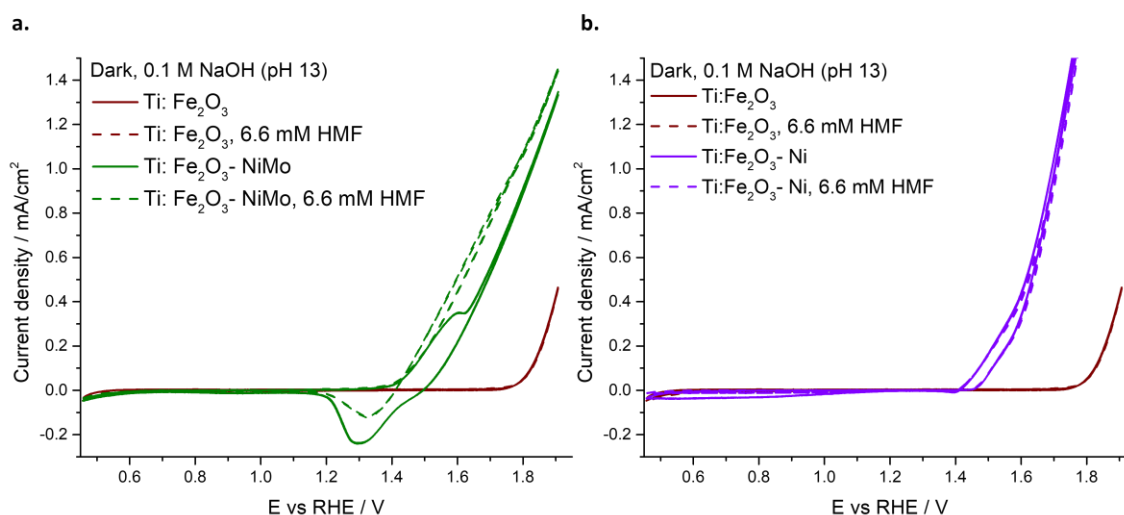 a.
Dark, 0.1 M NaOH (pH 13)
Ti: Fe₂O₃
Ti: Fe₂O₃, 6.6 mM HMF
Ti: Fe₂O₃- NiMo
Ti: Fe₂O₃- NiMo, 6.6 mM HMF
Current density / mA/cm²
1.4
1.2
1.0
0.8
0.6
0.4
0.2
0.0
-0.2
0.6 0.8 1.0 1.2 1.4 1.6 1.8
E vs RHE / V
b.
Dark, 0.1 M NaOH (pH 13)
Ti:Fe₂O₃
Ti:Fe₂O₃, 6.6 mM HMF
Ti:Fe₂O₃- Ni
Ti:Fe₂O₃- Ni, 6.6 mM HMF
Current density / mA/cm²
1.4
1.2
1.0
0.8
0.6
0.4
0.2
0.0
-0.2
0.6 0.8 1.0 1.2 1.4 1.6 1.8
E vs RHE / V